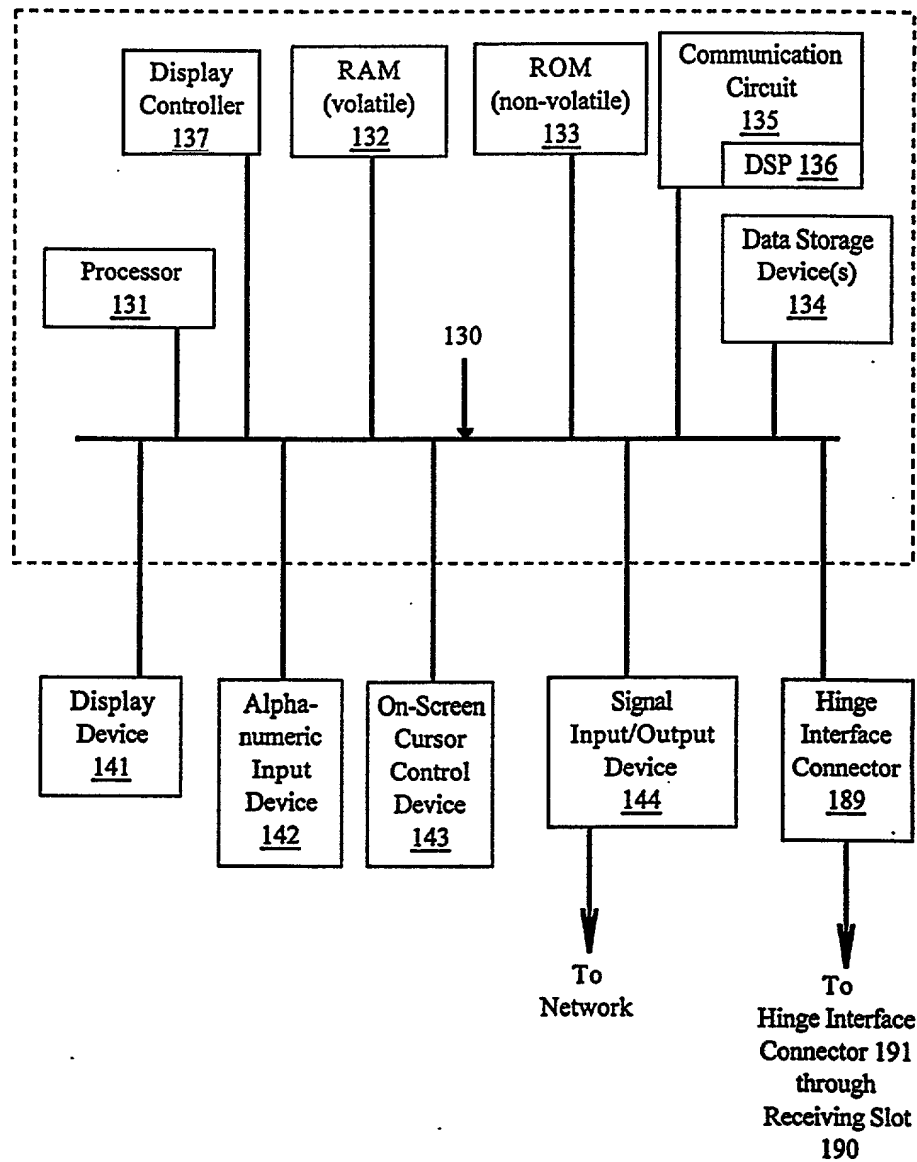 Display
Controller
137
RAM
(volatile)
132
ROM
(non-volatile)
133
Communication
Circuit
135
DSP 136
Processor
131
Data Storage
Device(s)
134
130
Display
Device
141
Alpha-
numeric
Input
Device
142
On-Screen
Cursor
Control
Device
143
Signal
Input/Output
Device
144
Hinge
Interface
Connector
189
To
Network
To
Hinge Interface
Connector 191
through
Receiving Slot
190